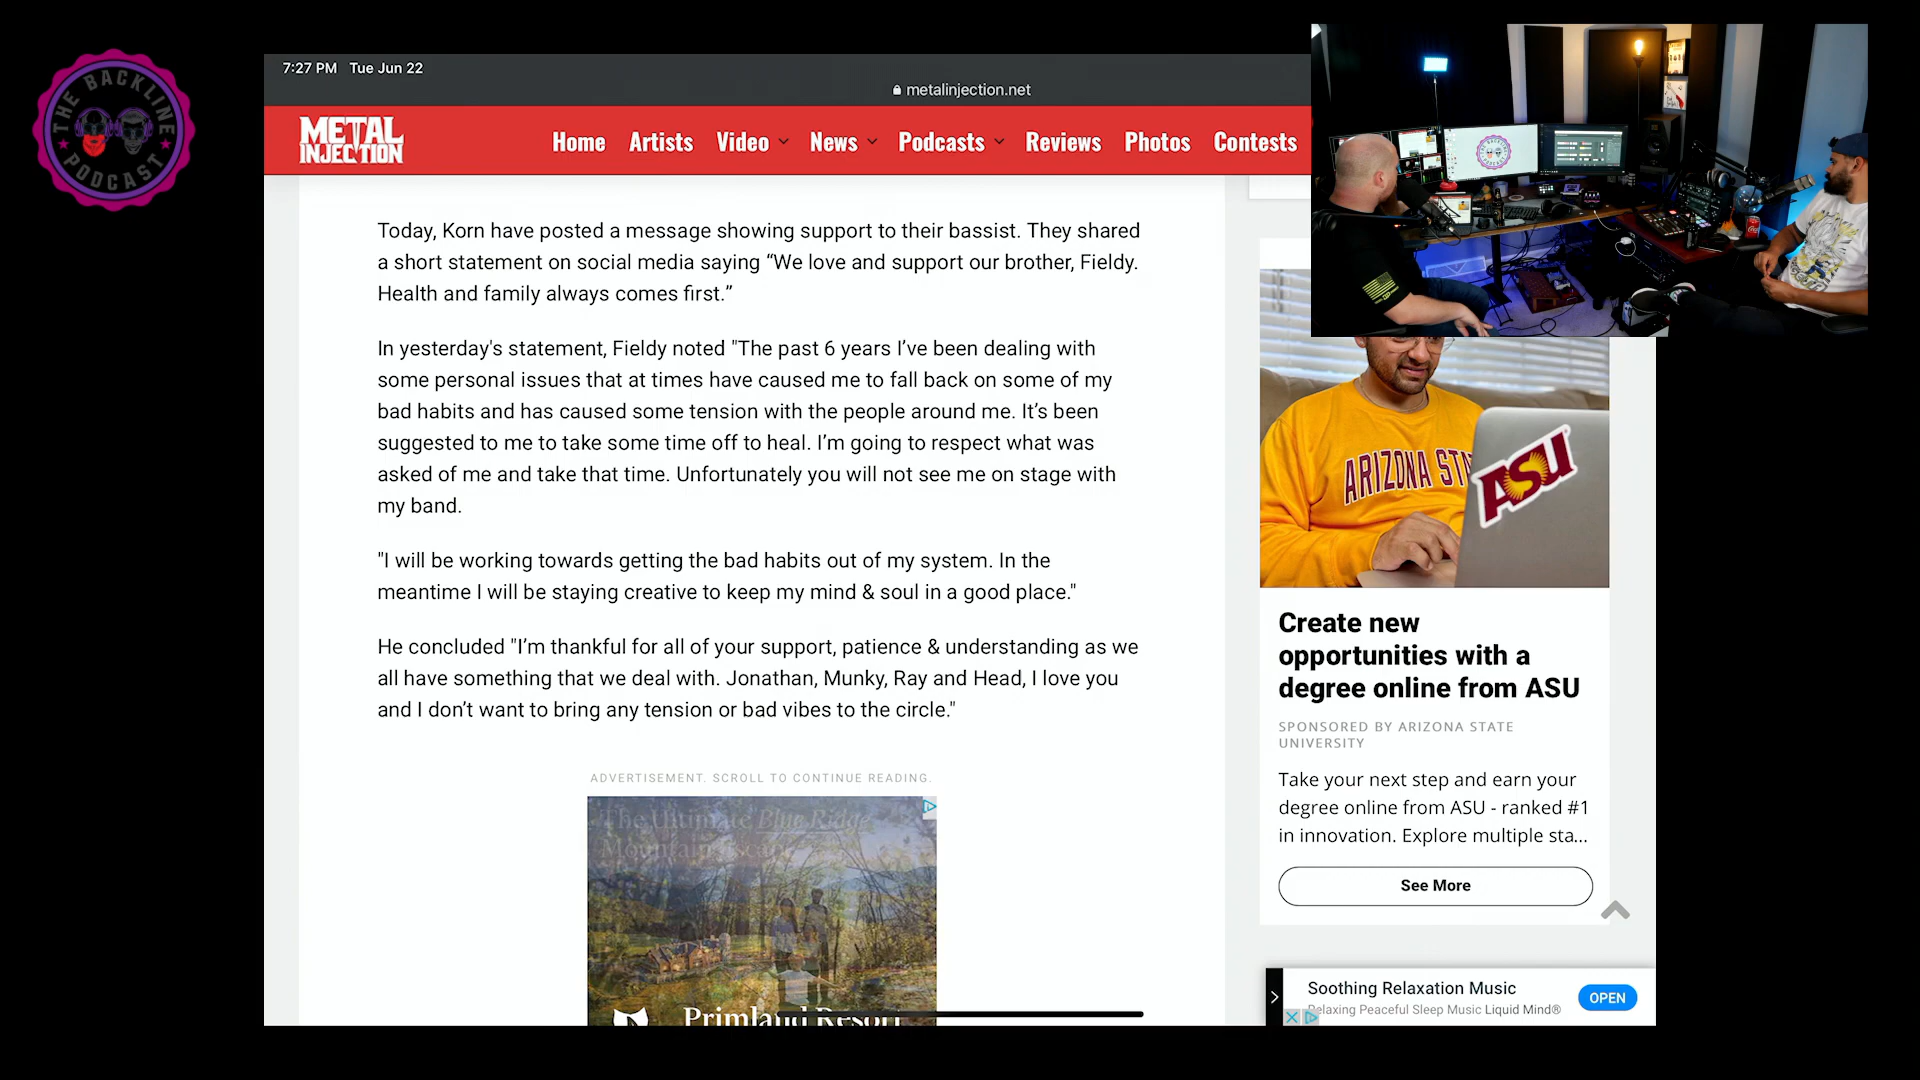 THE BACKLINE
PODCAST
7:27 PM Tue Jun 22
metalinjection.net
METAL
INJECTION
Home Artists Video News Podcasts Reviews Photos Contests
Today, Korn have posted a message showing support to their bassist. They shared
a short statement on social media saying “We love and support our brother, Fieldy.
Health and family always comes first.”
In yesterday's statement, Fieldy noted "The past 6 years I’ve been dealing with
some personal issues that at times have caused me to fall back on some of my
bad habits and has caused some tension with the people around me. It’s been
suggested to me to take some time off to heal. I’m going to respect what was
asked of me and take that time. Unfortunately you will not see me on stage with
my band.
"I will be working towards getting the bad habits out of my system. In the
meantime I will be staying creative to keep my mind & soul in a good place."
He concluded "I’m thankful for all of your support, patience & understanding as we
all have something that we deal with. Jonathan, Munky, Ray and Head, I love you
and I don’t want to bring any tension or bad vibes to the circle."
ADVERTISEMENT. SCROLL TO CONTINUE READING.
The Ultimate Blue Ridge
Mountain Escape
Primland Resort
ARIZONA STA
ASU
Create new
opportunities with a
degree online from ASU
SPONSORED BY ARIZONA STATE
UNIVERSITY
Take your next step and earn your
degree online from ASU - ranked #1
in innovation. Explore multiple sta...
See More
Soothing Relaxation Music
Relaxing Peaceful Sleep Music Liquid Mind®
OPEN